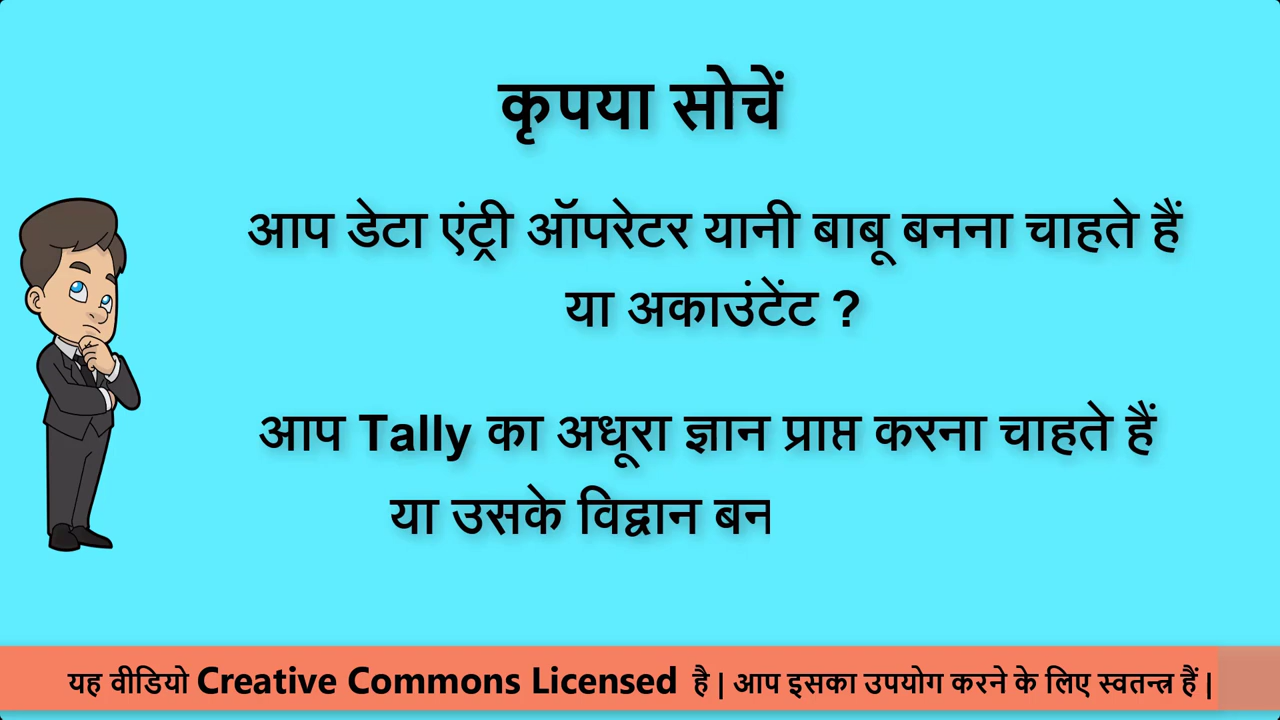 कृपया सोचें
आप डेटा एंट्री ऑपरेटर यानी बाबू बनना चाहते हैं
या अकाउंटेंट ?
आप Tally का अधूरा ज्ञान प्राप्त करना चाहते हैं
या उसके विद्वान बन
यह वीडियो Creative Commons Licensed है | आप इसका उपयोग करने के लिए स्वतन्त्र हैं |